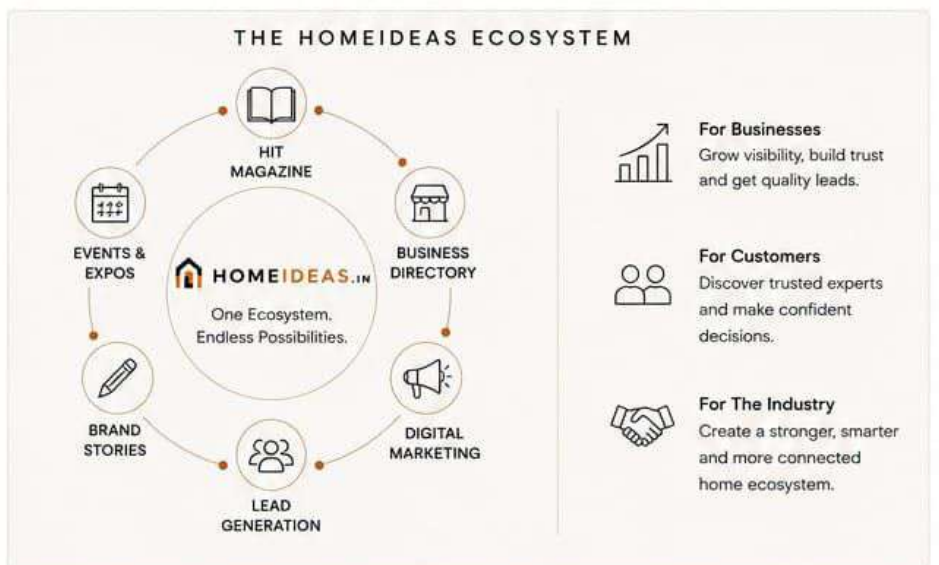 THE HOMEIDEAS ECOSYSTEM
HIT
MAGAZINE
BUSINESS
DIRECTORY
DIGITAL
MARKETING
LEAD
GENERATION
BRAND
STORIES
EVENTS &
EXPOS
HOMEIDEAS.IN
One Ecosystem.
Endless Possibilities.
For Businesses
Grow visibility, build trust
and get quality leads.
For Customers
Discover trusted experts
and make confident
decisions.
For The Industry
Create a stronger, smarter
and more connected
home ecosystem.